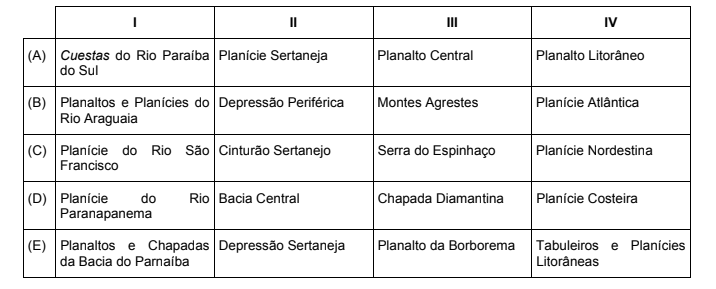 I II III IV
(A) Cuestas do Rio Paraíba do Sul Planície Sertaneja Planalto Central Planalto Litorâneo
(B) Planaltos e Planícies do Rio Araguaia Depressão Periférica Montes Agrestes Planície Atlântica
(C) Planície do Rio São Francisco Cinturão Sertanejo Serra do Espinhaço Planície Nordestina
(D) Planície do Rio Paranapanema Bacia Central Chapada Diamantina Planície Costeira
(E) Planaltos e Chapadas da Bacia do Parnaíba Depressão Sertaneja Planalto da Borborema Tabuleiros e Planícies Litorâneas